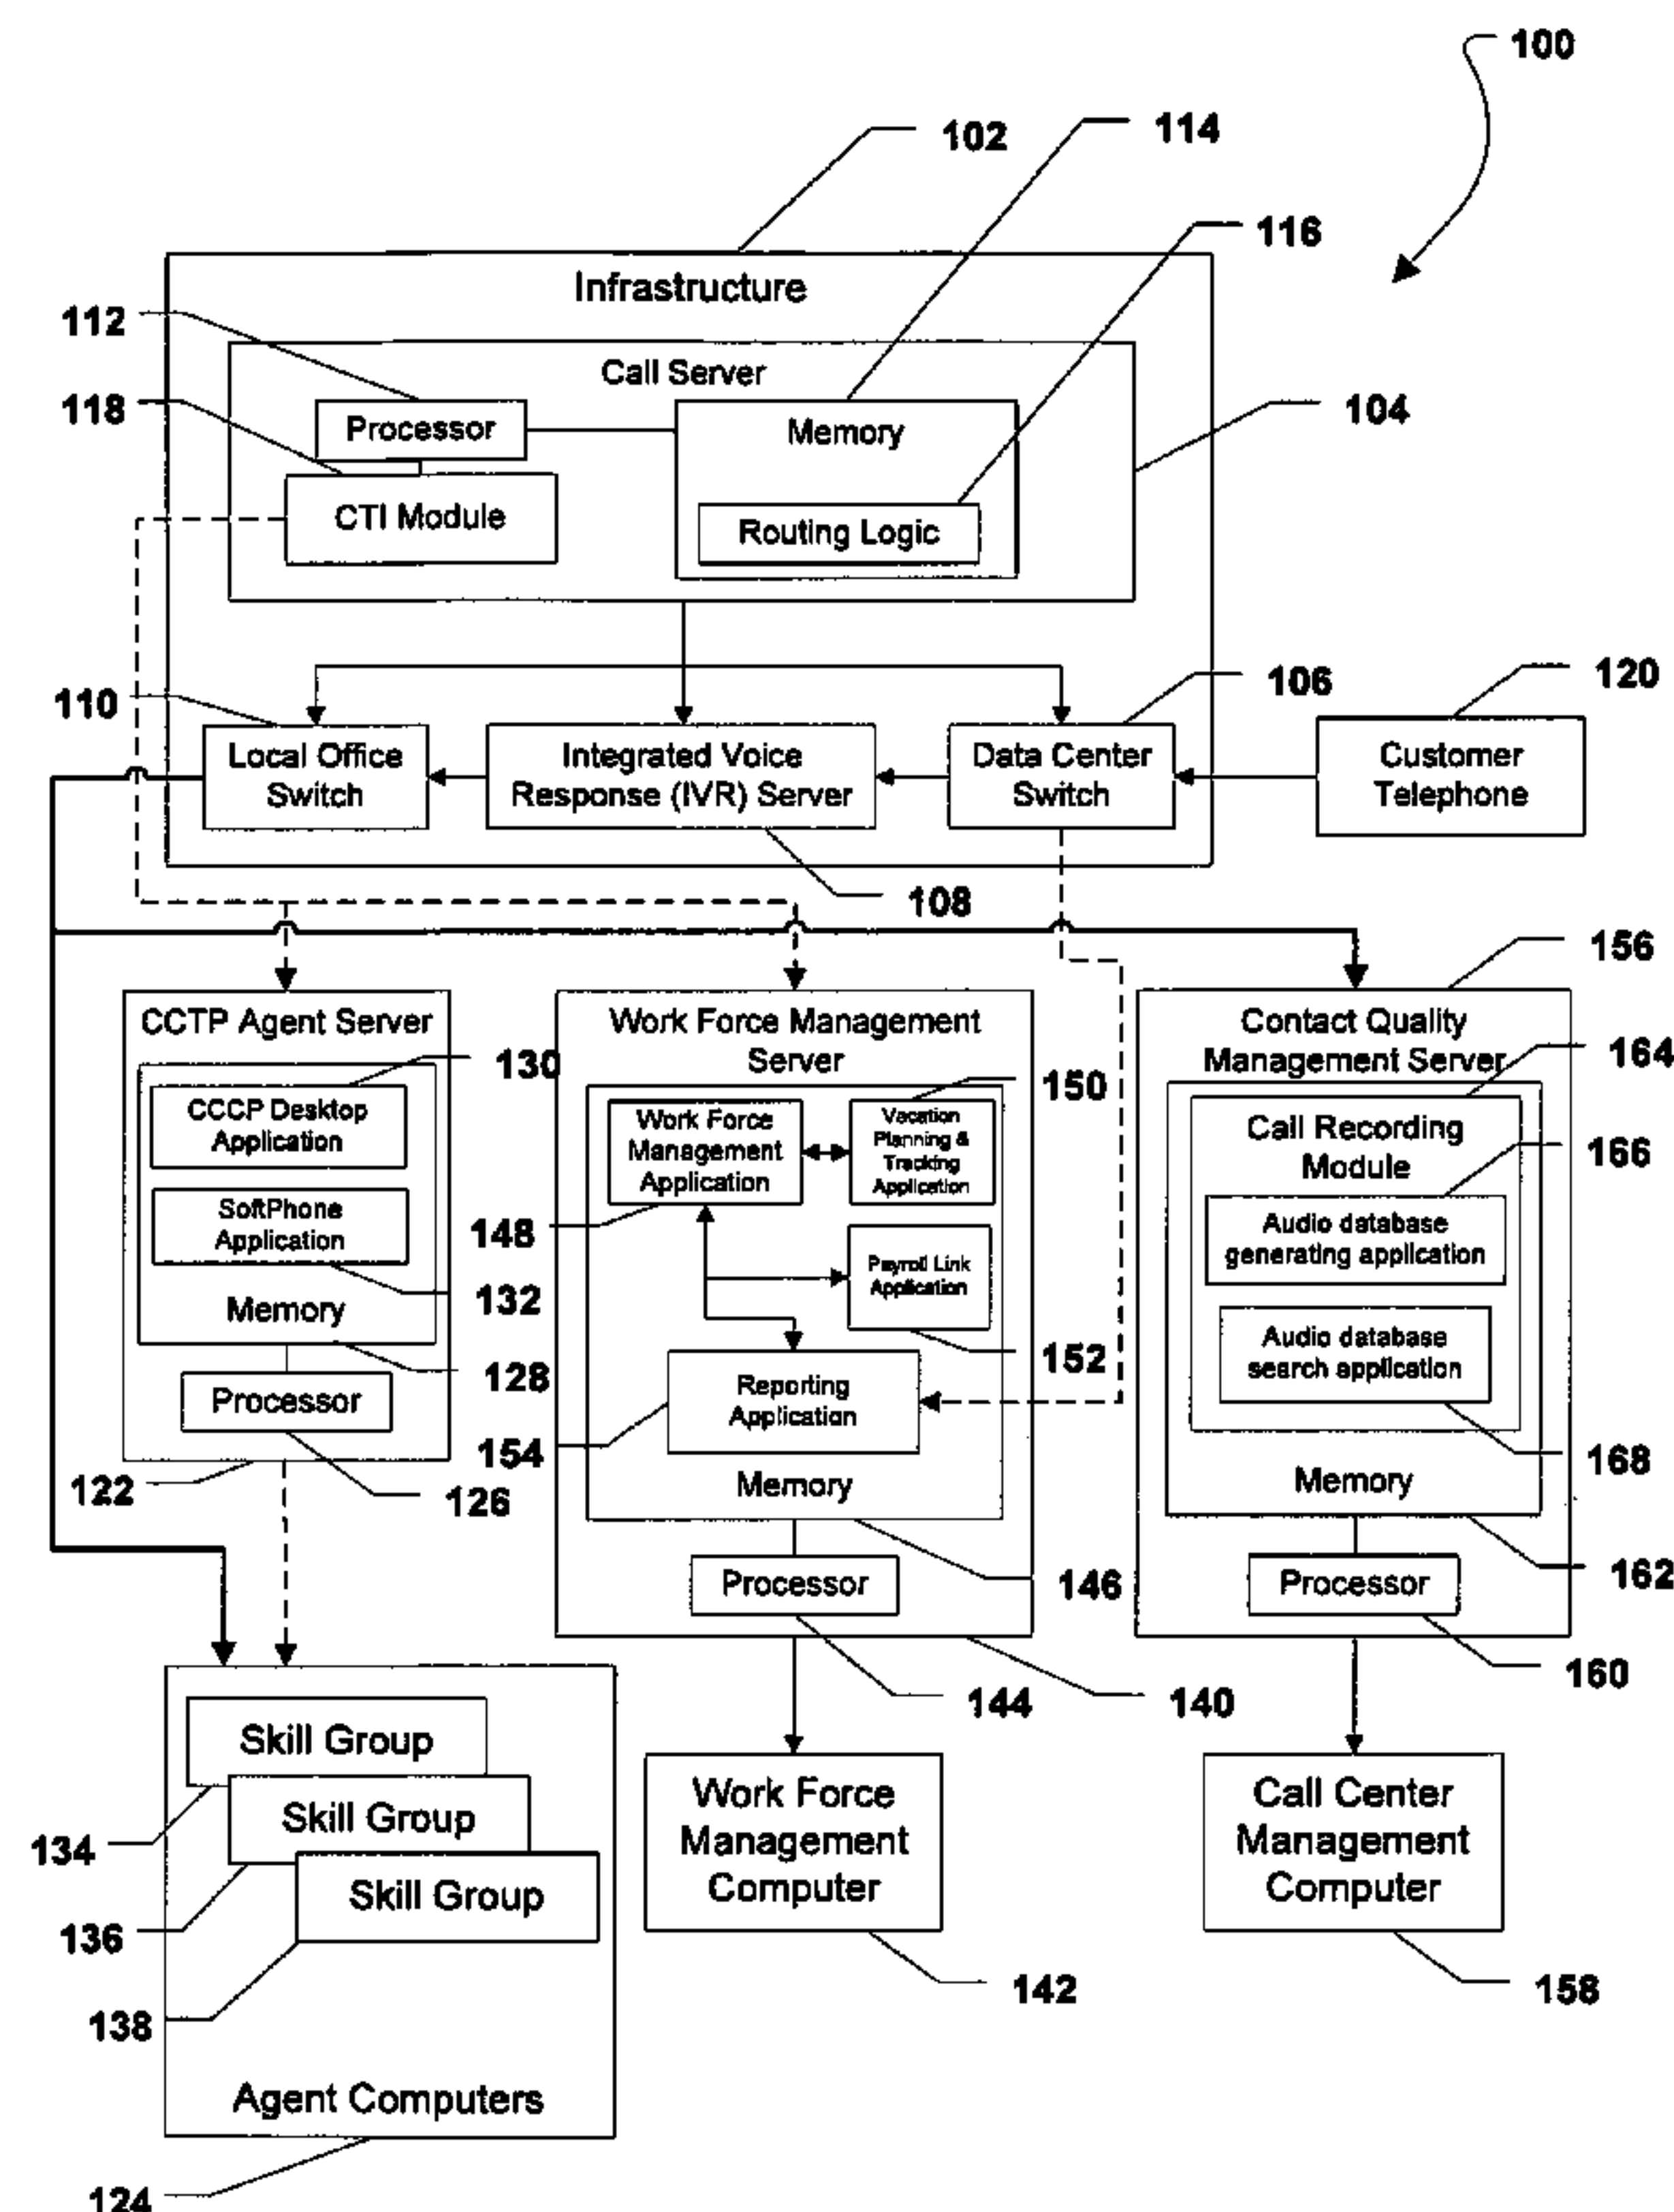 100
102
114
116
Infrastructure
112
Call Server
118
Processor
Memory
104
CTI Module
Routing Logic
110
106
120
Local Office
Switch
Integrated Voice
Response (IVR) Server
Data Center
Switch
Customer
Telephone
108
156
CCTP Agent Server
130
CCCP Desktop
Application
SoftPhone
Application
132
Memory
128
Processor
122
126
Work Force Management
Server
150
Work Force
Management
Application
Vacation
Planning &
Tracking
Application
148
Payroll Link
Application
152
Reporting
Application
154
Memory
Processor
146
144
140
Contact Quality
Management Server
164
Call Recording
Module
166
Audio database
generating application
Audio database
search application
168
Memory
162
Processor
160
Skill Group
134
Skill Group
136
Skill Group
138
Agent Computers
124
Work Force
Management
Computer
142
Call Center
Management
Computer
158